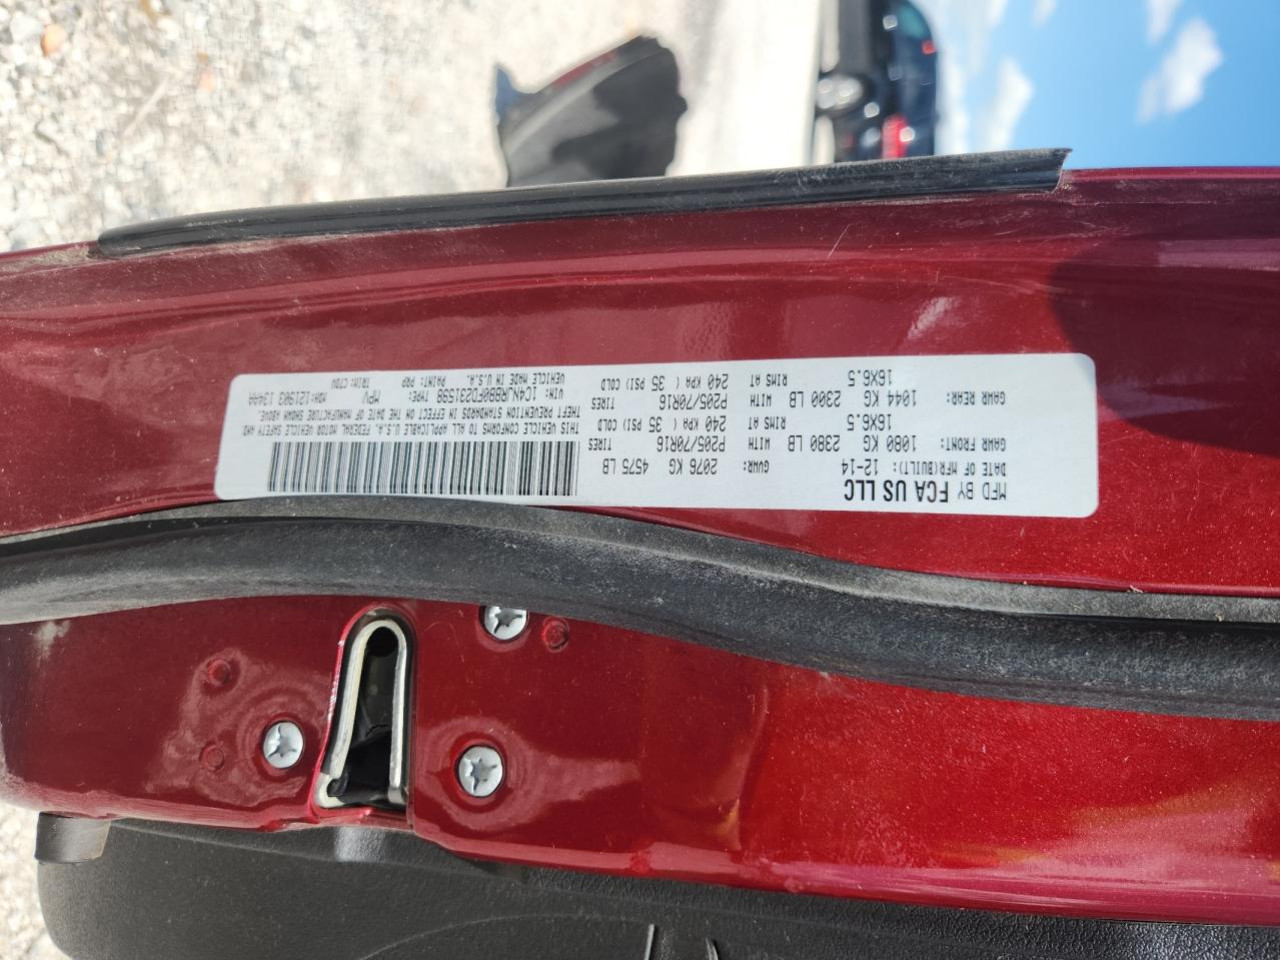 MFD BY FCA US LLC
DATE OF MFR(BUILT): 12-14
GVWR: 2076 KG 4575 LB
GAWR FRONT: WITH TIRES
1080 KG 2380 LB P205/70R16
RIMS AT 240 KPA ( 35 PSI) COLD
16X6.5
GAWR REAR: WITH TIRES
1044 KG 2300 LB P205/70R16
RIMS AT 240 KPA ( 35 PSI) COLD
16X6.5
THIS VEHICLE CONFORMS TO ALL APPLICABLE U.S.A. FEDERAL MOTOR VEHICLE SAFETY AND
THEFT PREVENTION STANDARDS IN EFFECT ON THE DATE OF MANUFACTURE SHOWN ABOVE.
VIN: 1C4NJRBB0FD231598 TYPE: MPV MDH: 121903 134AA
VEHICLE MADE IN U.S.A. PAINT: PRP TRIM: C7DV